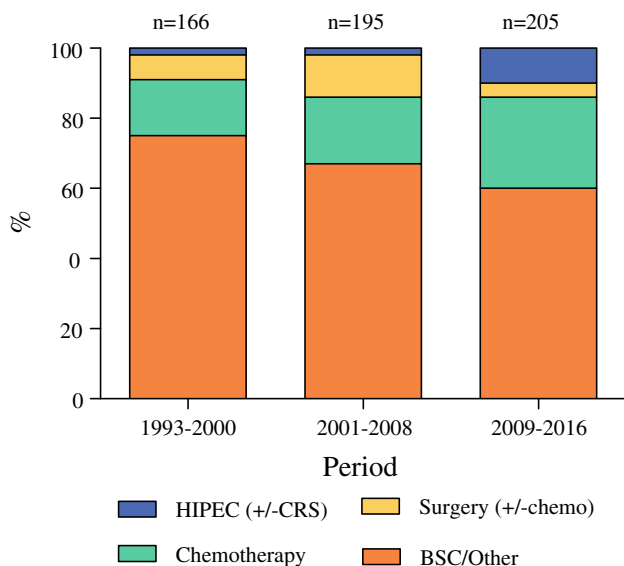 n=166 n=195 n=205
100
80
60
0
20
0
%
1993-2000 2001-2008 2009-2016
Period
HIPEC (+/-CRS) Surgery (+/-chemo)
Chemotherapy BSC/Other